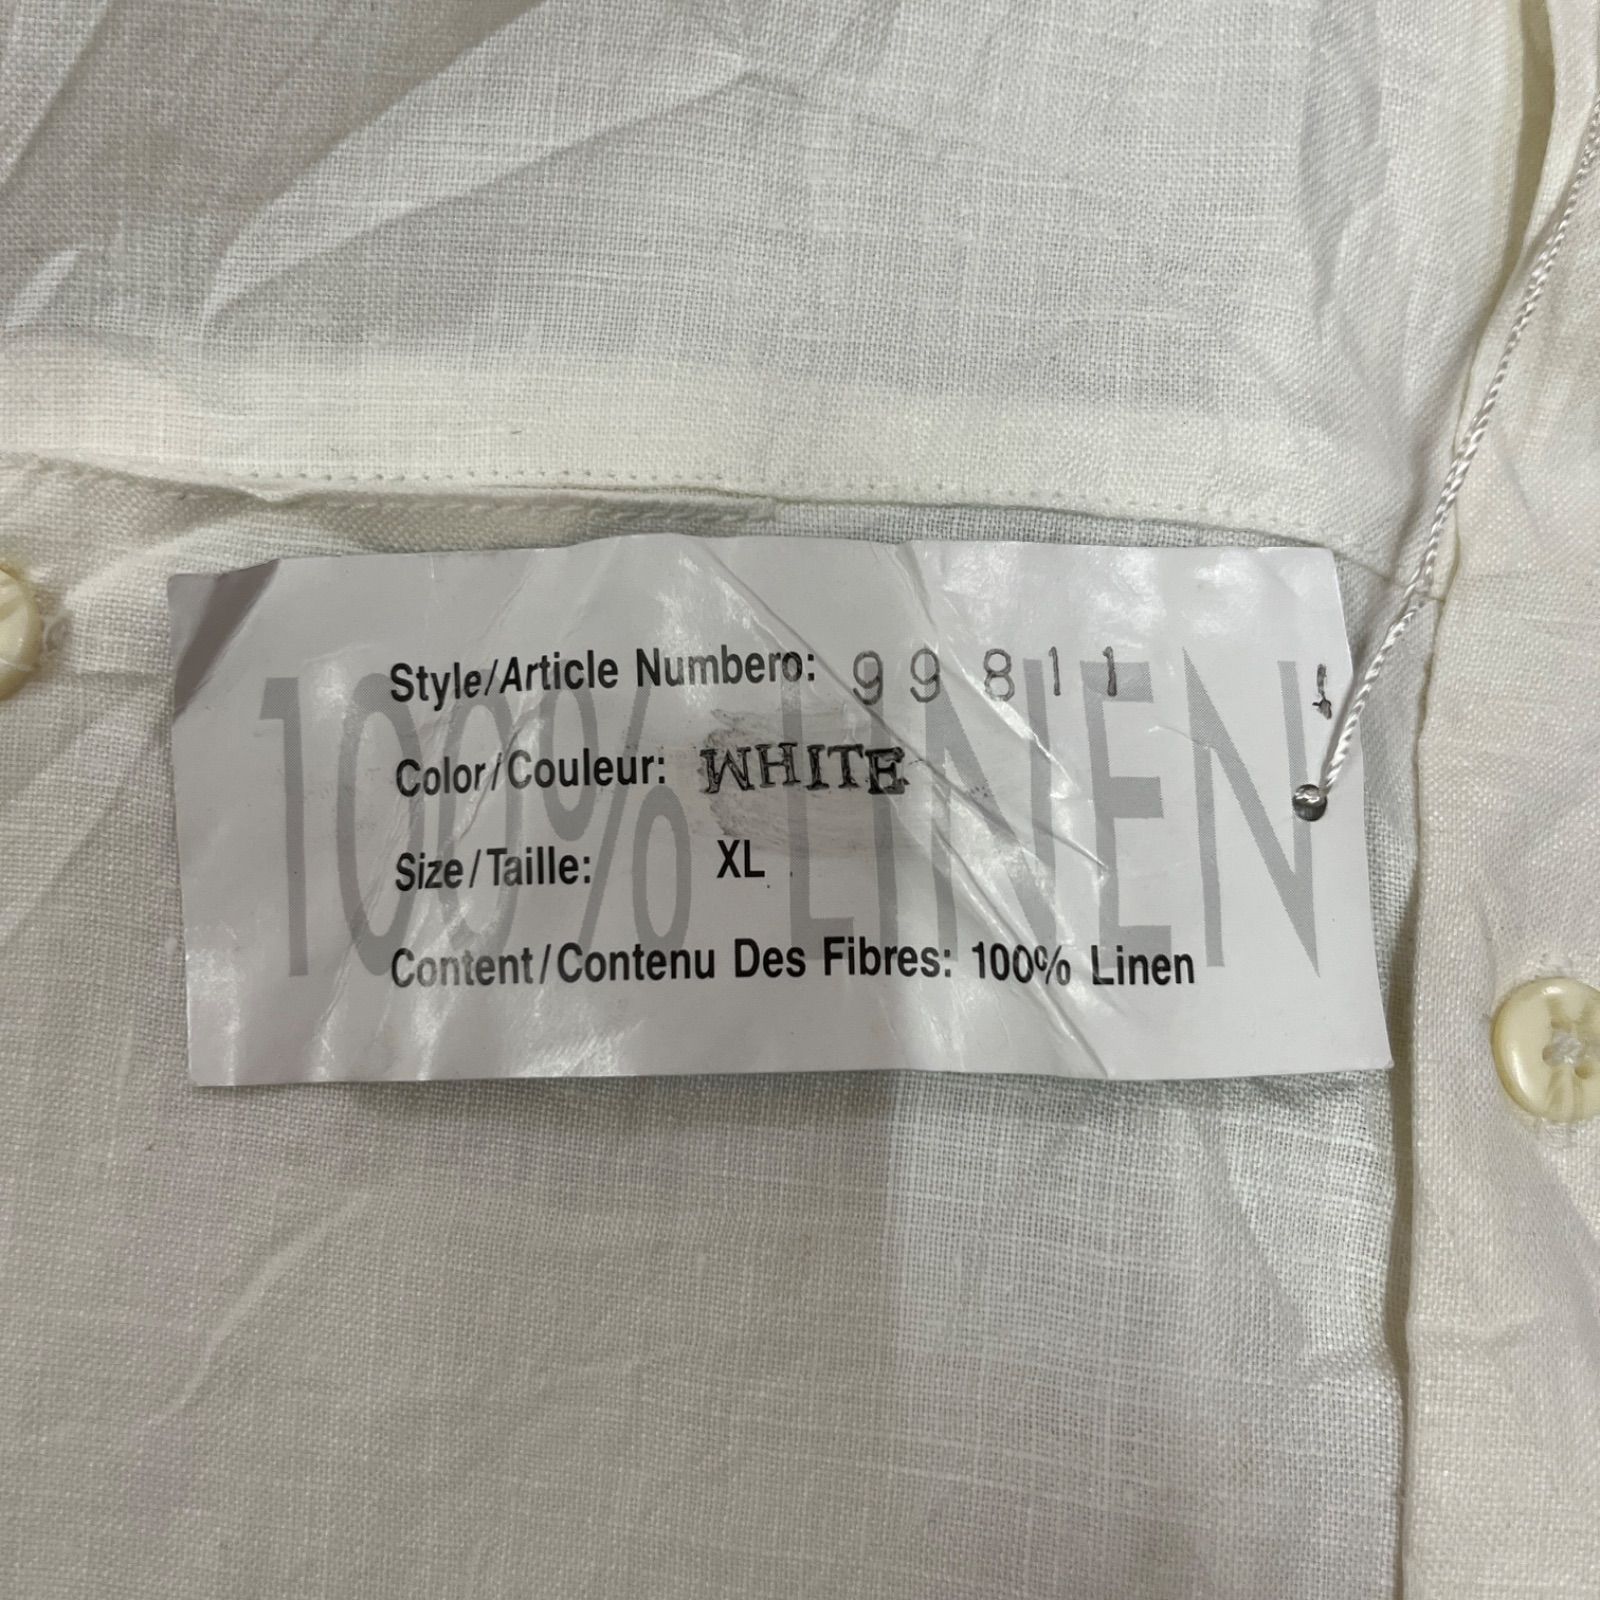 100% LINEN
Style/Article Numbero: 99811
Color/Couleur: WHITE
Size/Taille: XL
Content/Contenu Des Fibres: 100% Linen